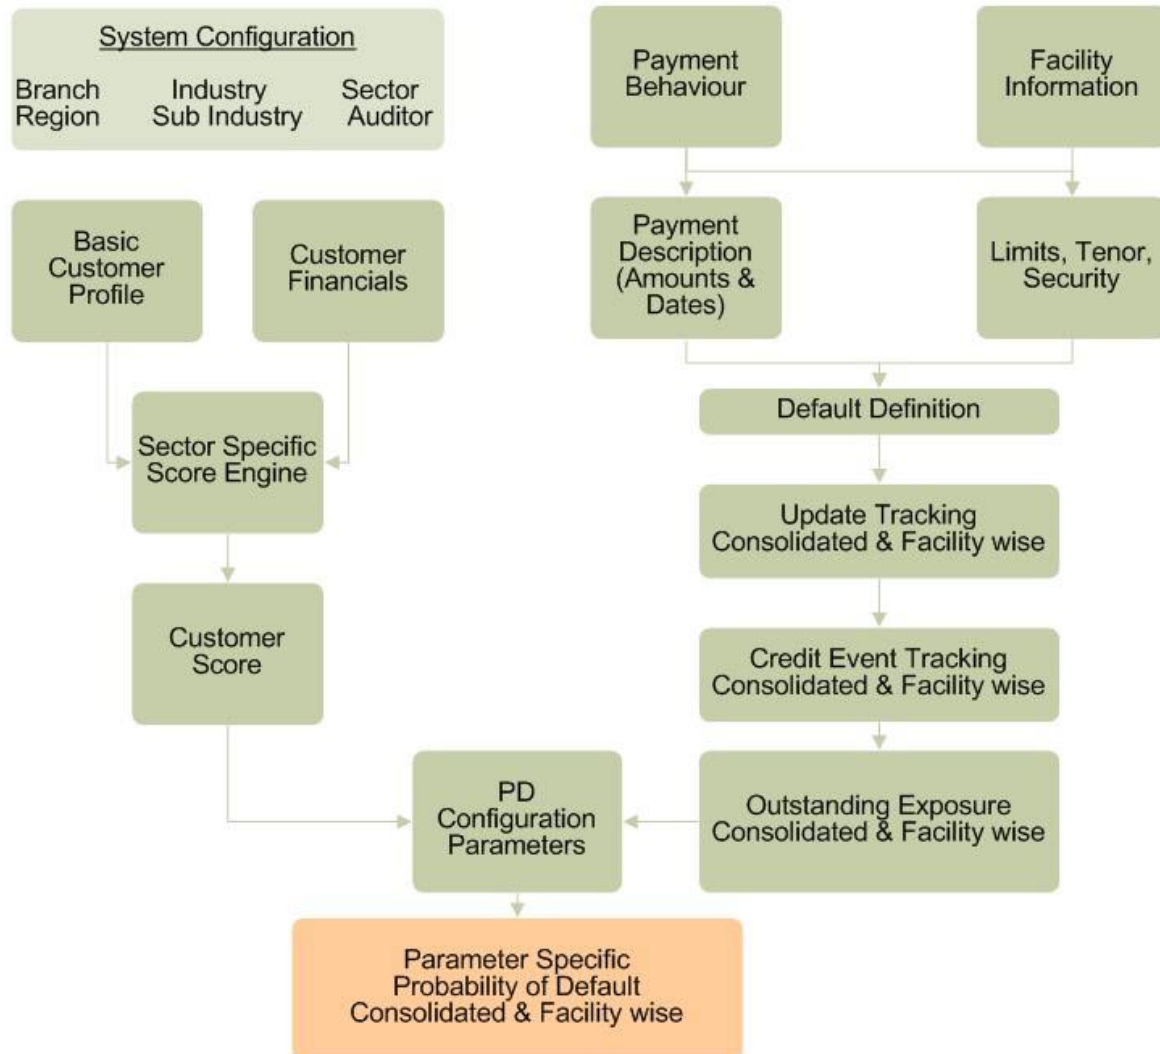 System Configuration
Branch Industry Sector
Region Sub Industry Auditor
Payment
Behaviour
Facility
Information
Basic
Customer
Profile
Customer
Financials
Payment
Description
(Amounts &
Dates)
Limits, Tenor,
Security
Default Definition
Sector Specific
Score Engine
Update Tracking
Consolidated & Facility wise
Customer
Score
Credit Event Tracking
Consolidated & Facility wise
PD
Configuration
Parameters
Outstanding Exposure
Consolidated & Facility wise
Parameter Specific
Probability of Default
Consolidated & Facility wise